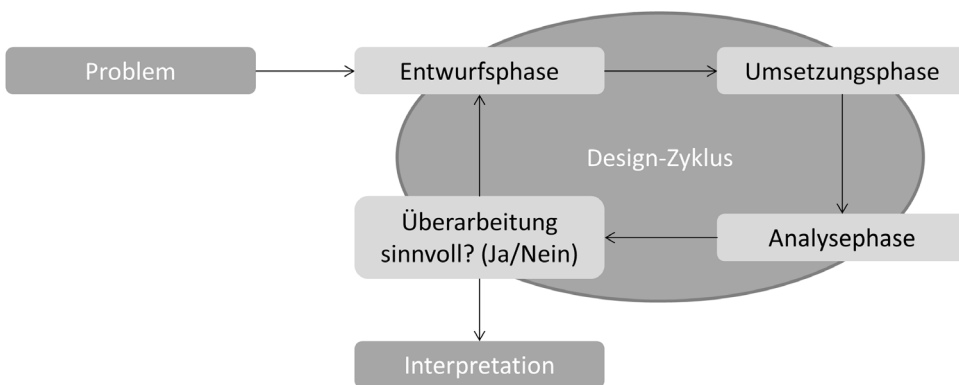 Problem
Entwurfsphase
Umsetzungsphase
Design-Zyklus
Überarbeitung
sinnvoll? (Ja/Nein)
Analysephase
Interpretation